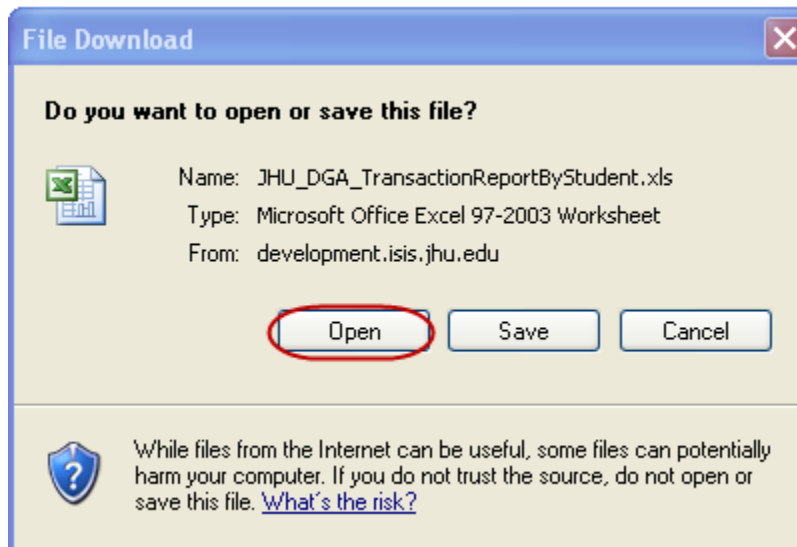 File Download
Do you want to open or save this file?
Name: JHU_DGA_TransactionReportByStudent.xls
Type: Microsoft Office Excel 97-2003 Worksheet
From: development.isis.jhu.edu
Open Save Cancel
While files from the Internet can be useful, some files can potentially
harm your computer. If you do not trust the source, do not open or
save this file. What's the risk?